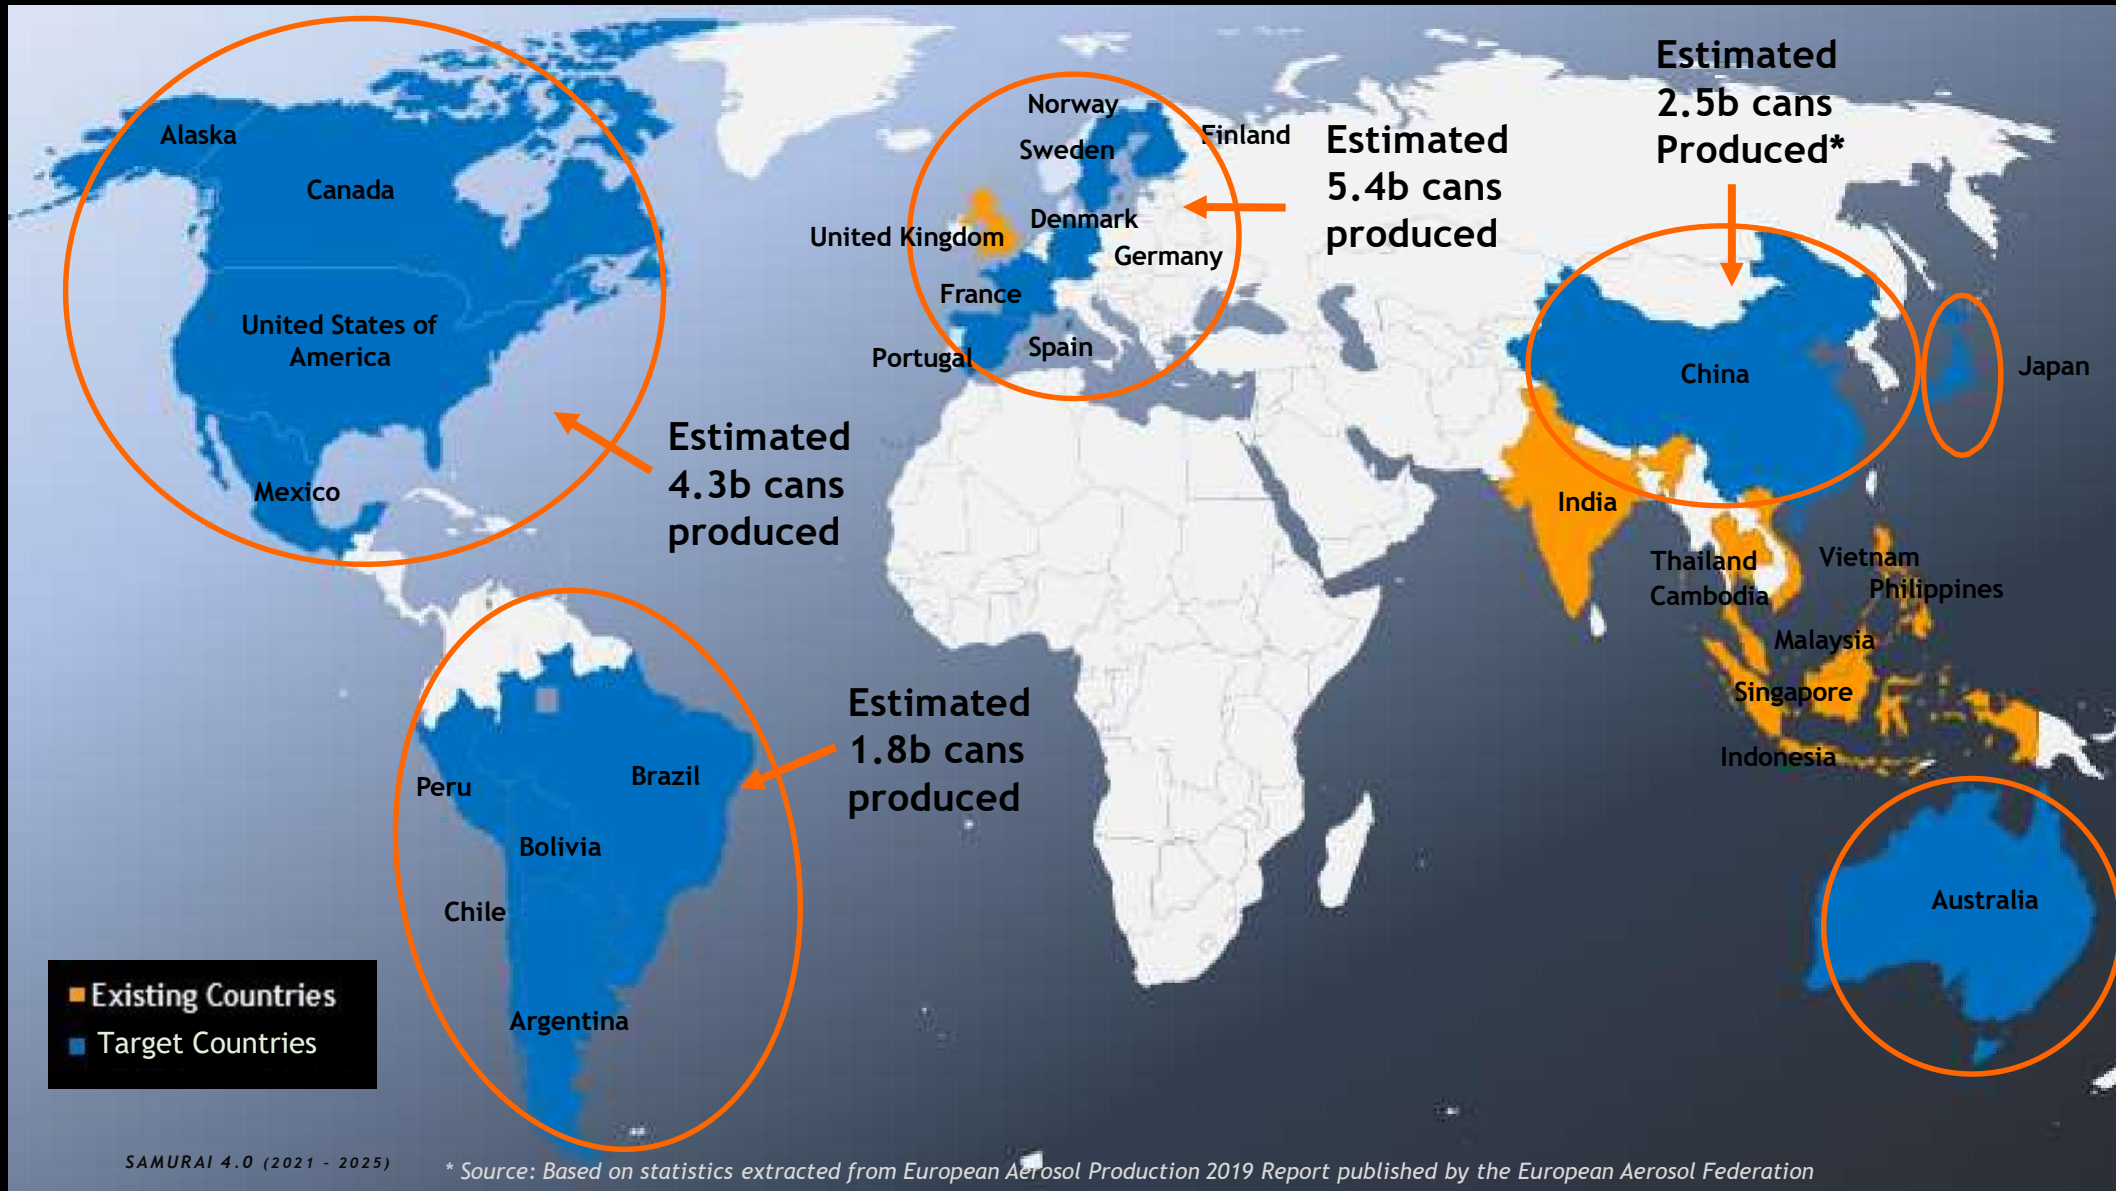 Estimated
2.5b cans
Produced*
Norway
Finland
Sweden
Estimated
5.4b cans
produced
Alaska
Canada
Denmark
United Kingdom
Germany
France
United States of
America
Portugal
Spain
China
Japan
Estimated
4.3b cans
produced
Mexico
India
Thailand
Vietnam
Cambodia
Philippines
Malaysia
Singapore
Indonesia
Estimated
1.8b cans
produced
Peru
Brazil
Bolivia
Chile
Argentina
Australia
Existing Countries
Target Countries
SAMURAI 4.0 (2021 - 2025)
* Source: Based on statistics extracted from European Aerosol Production 2019 Report published by the European Aerosol Federation